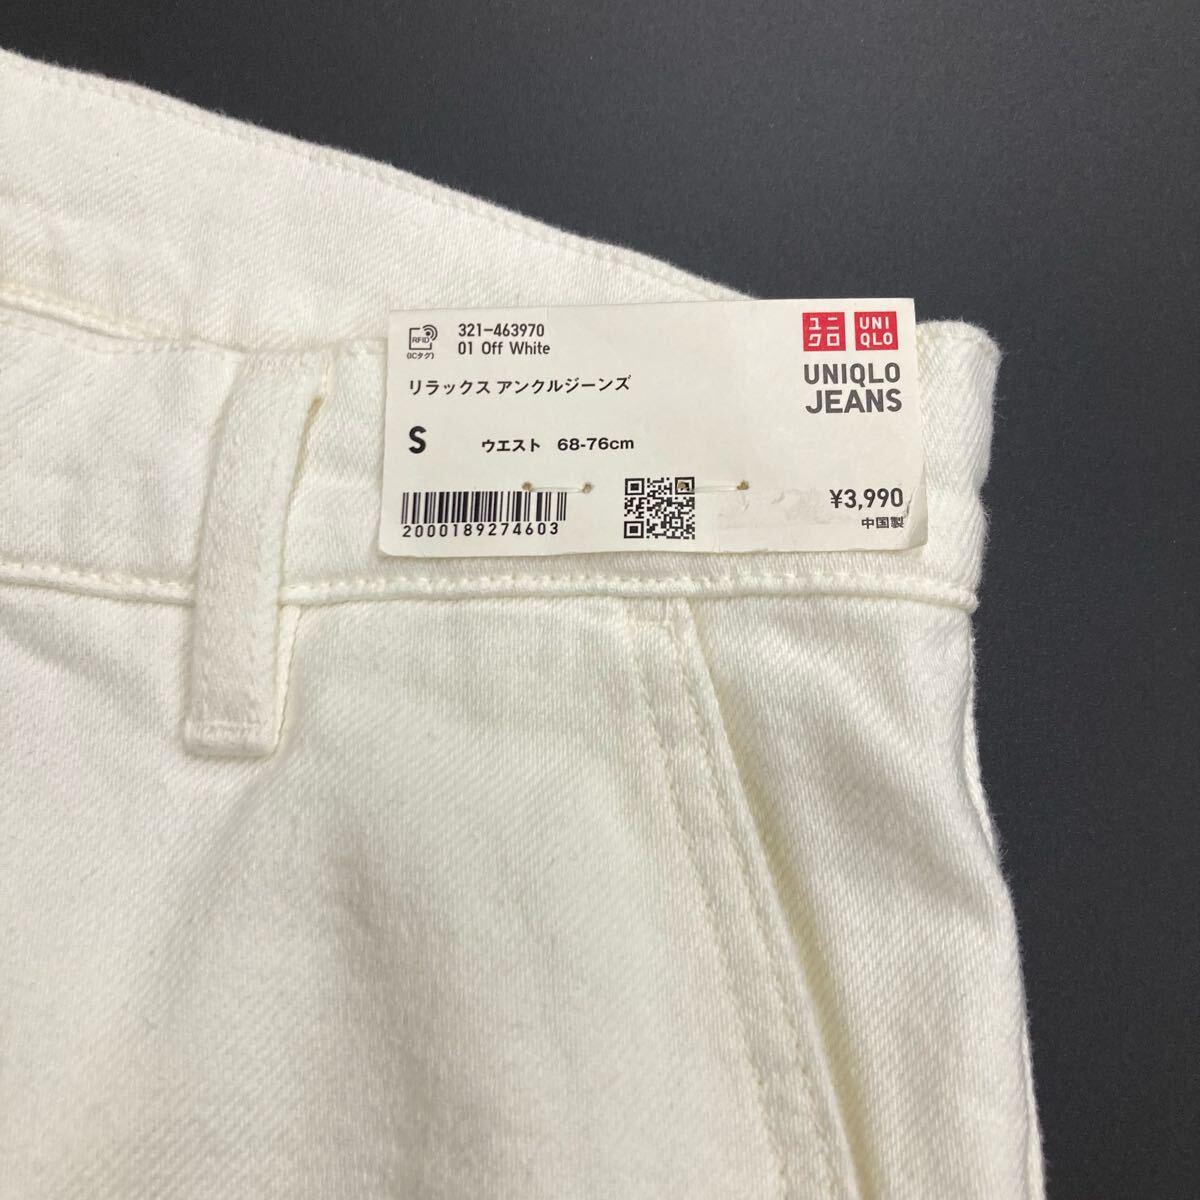 RFID
(ICタグ)
321-463970
01 Off White
リラックス アンクルジーンズ
S ウエスト 68-76cm
2000189274603
ユニ
クロ
UNI
QLO
UNIQLO
JEANS
¥3,990
中国製